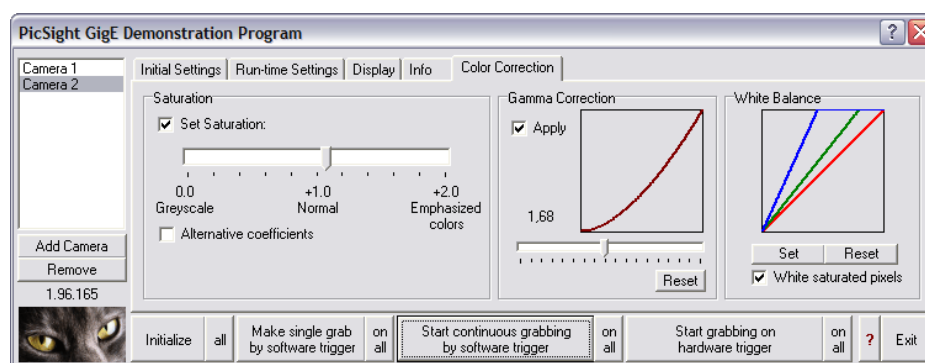 PicSight GigE Demonstration Program
?
Camera 1
Camera 2
Add Camera
Remove
1.96.165
Initial Settings Run-time Settings Display Info Color Correction
Saturation
Set Saturation:
0.0 +1.0 +2.0
Greyscale Normal Emphasized
colors
Alternative coefficients
Gamma Correction
Apply
1,68
Reset
White Balance
Set Reset
White saturated pixels
Initialize all
Make single grab
by software trigger
on
all
Start continuous grabbing
by software trigger
on
all
Start grabbing on
hardware trigger
on
all
?
Exit